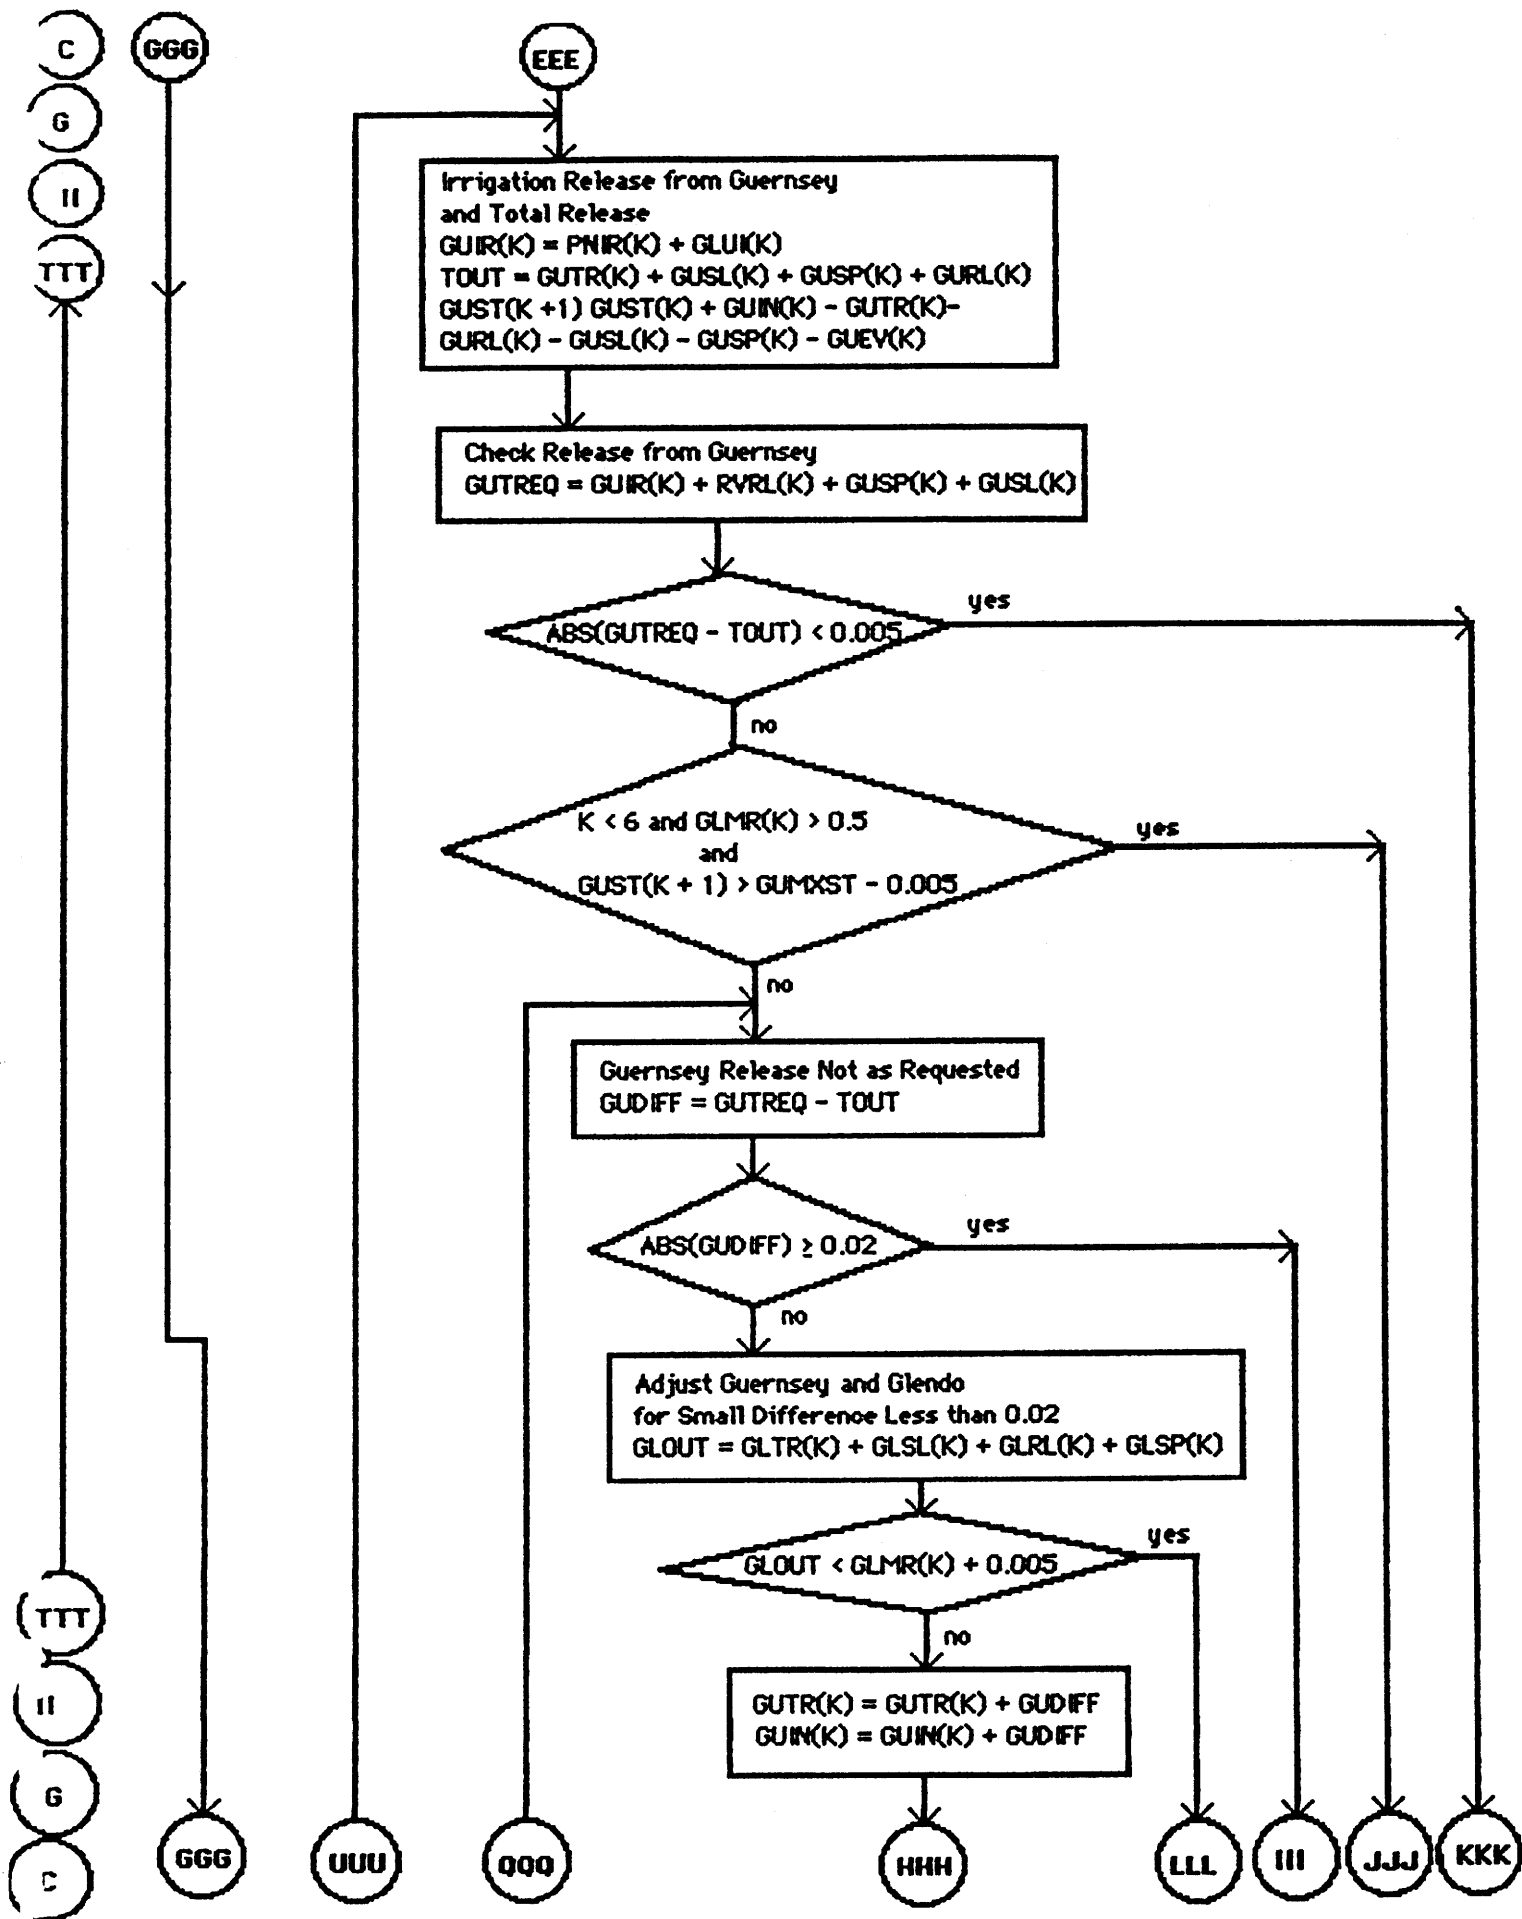 C
GGG
EEE
G
II
TTT
Irrigation Release from Guernsey
and Total Release
GUIR(K) = PNIR(K) + GLUI(K)
TOUT = GUTR(K) + GUSL(K) + GUSP(K) + GURL(K)
GUST(K +1) GUST(K) + GUIN(K) - GUTR(K)-
GURL(K) - GUSL(K) - GUSP(K) - GUEV(K)
Check Release from Guernsey
GUTREQ = GUIR(K) + RVRL(K) + GUSP(K) + GUSL(K)
ABS(GUTREQ - TOUT) < 0.005
yes
no
K < 6 and GLMR(K) > 0.5
and
GUST(K + 1) > GUMXST - 0.005
yes
no
Guernsey Release Not as Requested
GUDIFF = GUTREQ - TOUT
ABS(GUDIFF) ≥ 0.02
yes
no
Adjust Guernsey and Glendo
for Small Difference Less than 0.02
GLOUT = GLTR(K) + GLSL(K) + GLRL(K) + GLSP(K)
GLOUT < GLMR(K) + 0.005
yes
no
GUTR(K) = GUTR(K) + GUDIFF
GUIN(K) = GUIN(K) + GUDIFF
TTT
II
G
C
GGG
UUU
QQQ
HHH
LLL
III
JJJ
KKK